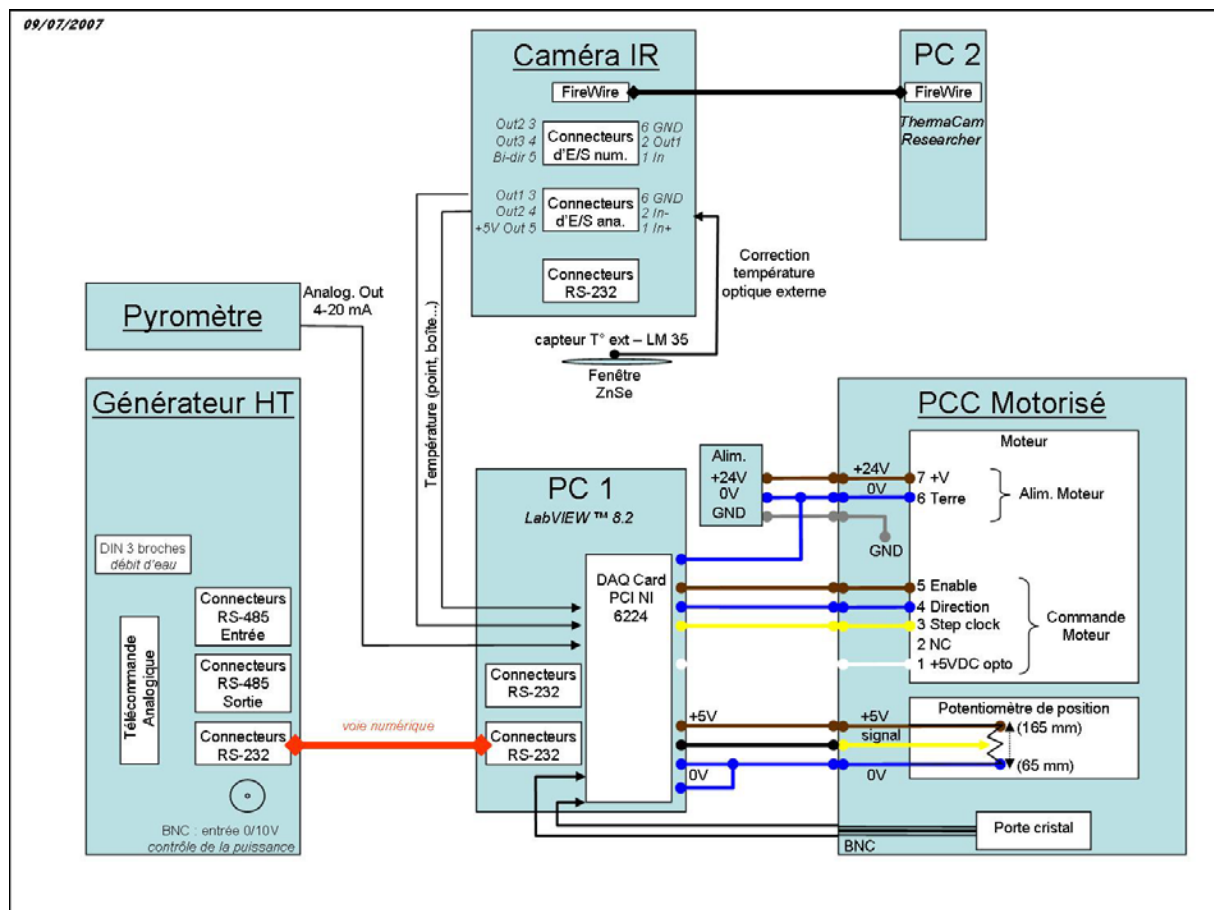 09/07/2007
Caméra IR
FireWire
Out2 3
Out3 4
Bi-dir 5
Connecteurs
d'E/S num.
6 GND
2 Out1
1 In
Out1 3
Out2 4
+5V Out 5
Connecteurs
d'E/S ana.
6 GND
2 In-
1 In+
Connecteurs
RS-232
PC 2
FireWire
ThermaCam
Researcher
Correction
température
optique externe
capteur T° ext – LM 35
Fenêtre
ZnSe
Pyromètre
Analog. Out
4-20 mA
Température (point, boîte...)
Générateur HT
DIN 3 broches
débit d'eau
Connecteurs
RS-485
Entrée
Connecteurs
RS-485
Sortie
Connecteurs
RS-232
Télécommande
Analogique
BNC : entrée 0/10V
contrôle de la puissance
voie numérique
PC 1
LabVIEW ™ 8.2
DAQ Card
PCI NI
6224
Connecteurs
RS-232
Connecteurs
RS-232
+5V
0V
Alim.
+24V
0V
GND
PCC Motorisé
Moteur
+24V
0V
GND
7 +V
6 Terre
Alim. Moteur
5 Enable
4 Direction
3 Step clock
2 NC
1 +5VDC opto
Commande
Moteur
Potentiomètre de position
+5V
signal
0V
(165 mm)
(65 mm)
Porte cristal
BNC